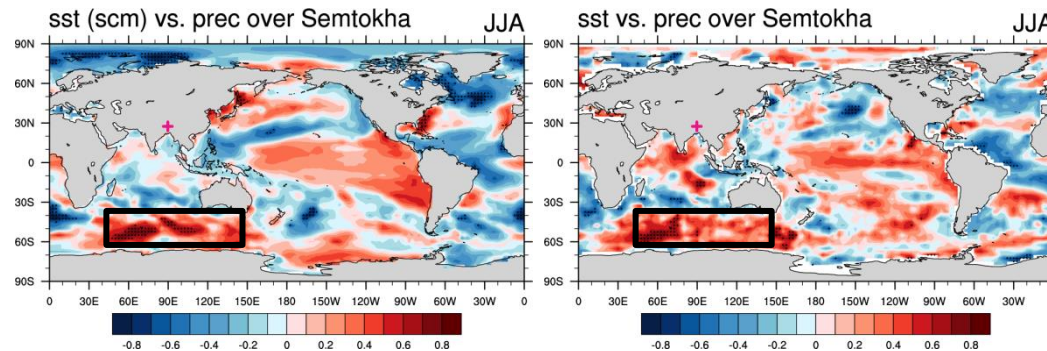 sst (scm) vs. prec over Semtokha JJA
90N
60N
30N
0
30S
60S
90S
0 30E 60E 90E 120E 150E 180 150W 120W 90W 60W 30W 0
-0.8 -0.6 -0.4 -0.2 0 0.2 0.4 0.6 0.8
sst vs. prec over Semtokha JJA
90N
60N
30N
0
30S
60S
90S
0 30E 60E 90E 120E 150E 180 150W 120W 90W 60W 30W
-0.8 -0.6 -0.4 -0.2 0 0.2 0.4 0.6 0.8